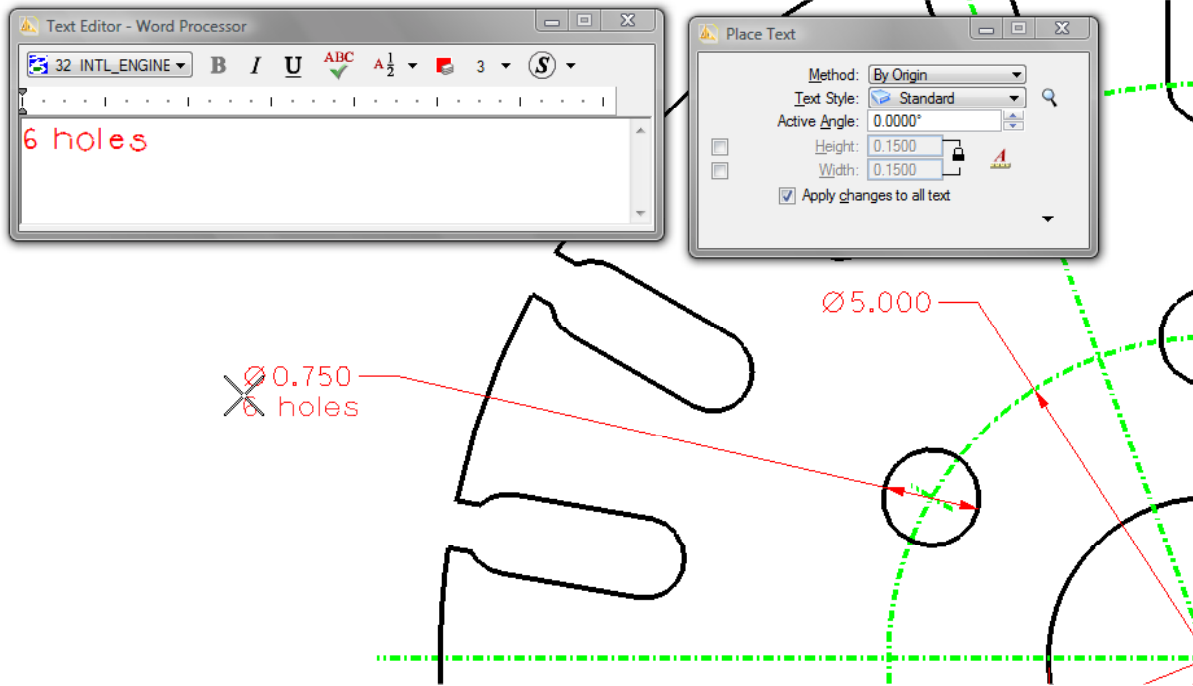 Text Editor - Word Processor
32 INTL_ENGINE
B I U ABC A 1/2 3 S
6 holes
Place Text
Method: By Origin
Text Style: Standard
Active Angle: 0.0000°
Height: 0.1500
Width: 0.1500
A
Apply changes to all text
Ø5.000
Ø0.750
6 holes